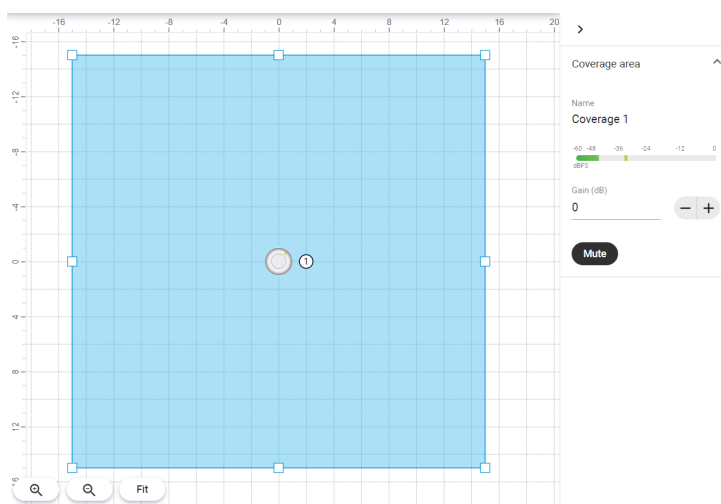 -16 -12 -8 -4 0 4 8 12 16 20
-16
-12
-8
-4
0
4
8
12
16
1
Fit
Coverage area
Name
Coverage 1
-60 -48 -36 -24 -12 0
dBFS
Gain (dB)
0
Mute